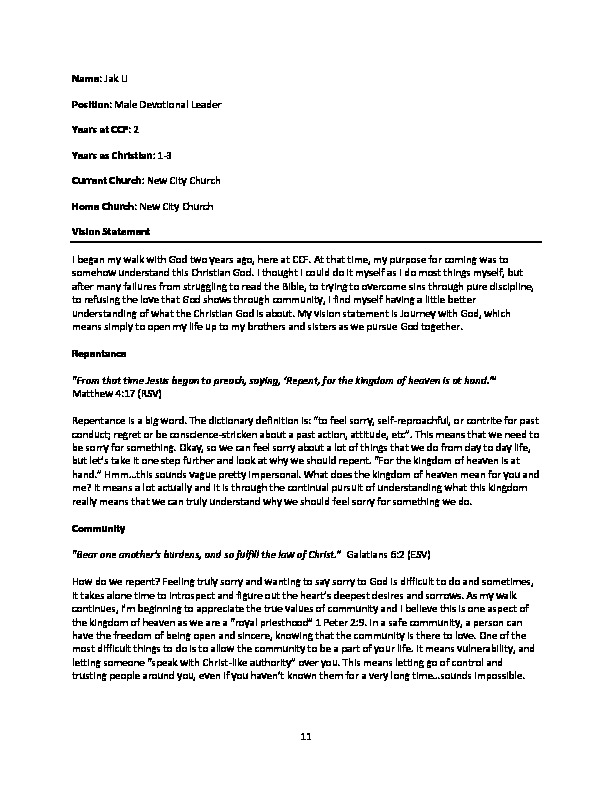 Name: Jak Li
Position: Male Devotional Leader
Years at CCF: 2
Years as Christian: 1-3
Current Church: New City Church
Home Church: New City Church
Vision Statement
I began my walk with God two years ago, here at CCF. At that time, my purpose for coming was to
somehow understand this Christian God. I thought I could do it myself as I do most things myself, but
after many failures from struggling to read the Bible, to trying to overcome sins through pure discipline,
to refusing the love that God shows through community, I find myself having a little better
understanding of what the Christian God is about. My vision statement is Journey with God, which
means simply to open my life up to my brothers and sisters as we pursue God together.
Repentance
"From that time Jesus began to preach, saying, ‘Repent, for the kingdom of heaven is at hand.’"
Matthew 4:17 (RSV)
Repentance is a big word. The dictionary definition is: “to feel sorry, self-reproachful, or contrite for past
conduct; regret or be conscience-stricken about a past action, attitude, etc”. This means that we need to
be sorry for something. Okay, so we can feel sorry about a lot of things that we do from day to day life,
but let’s take it one step further and look at why we should repent. “For the kingdom of heaven is at
hand.” Hmm…this sounds vague pretty impersonal. What does the kingdom of heaven mean for you and
me? It means a lot actually and it is through the continual pursuit of understanding what this kingdom
really means that we can truly understand why we should feel sorry for something we do.
Community
"Bear one another's burdens, and so fulfill the law of Christ." Galatians 6:2 (ESV)
How do we repent? Feeling truly sorry and wanting to say sorry to God is difficult to do and sometimes,
it takes alone time to introspect and figure out the heart’s deepest desires and sorrows. As my walk
continues, I’m beginning to appreciate the true values of community and I believe this is one aspect of
the kingdom of heaven as we are a “royal priesthood” 1 Peter 2:9. In a safe community, a person can
have the freedom of being open and sincere, knowing that the community is there to love. One of the
most difficult things to do is to allow the community to be a part of your life. It means vulnerability, and
letting someone “speak with Christ-like authority” over you. This means letting go of control and
trusting people around you, even if you haven’t known them for a very long time…sounds impossible.
11